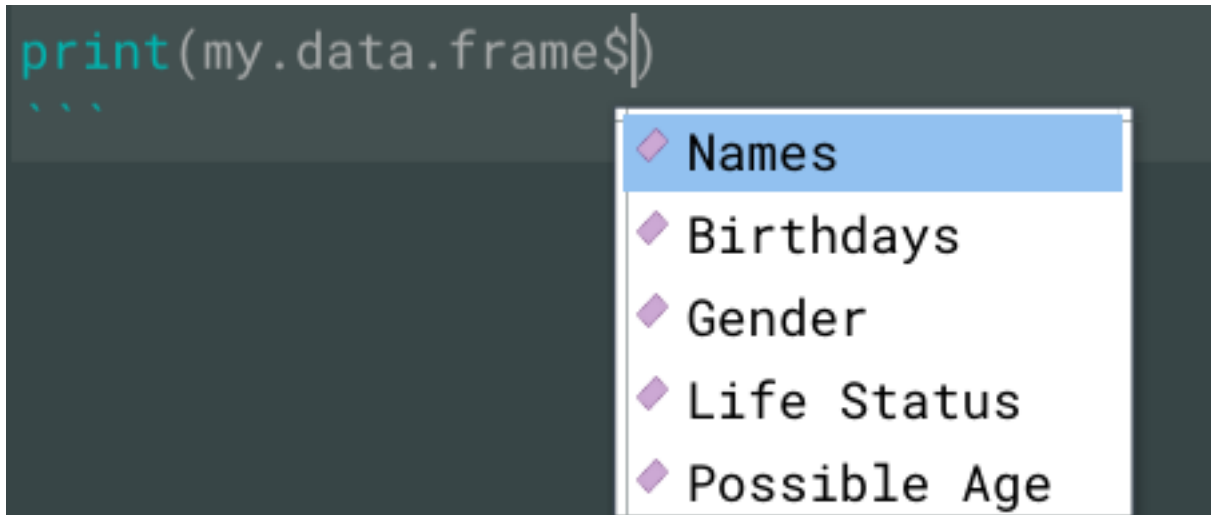 print(my.data.frame$)
```
Names
Birthdays
Gender
Life Status
Possible Age